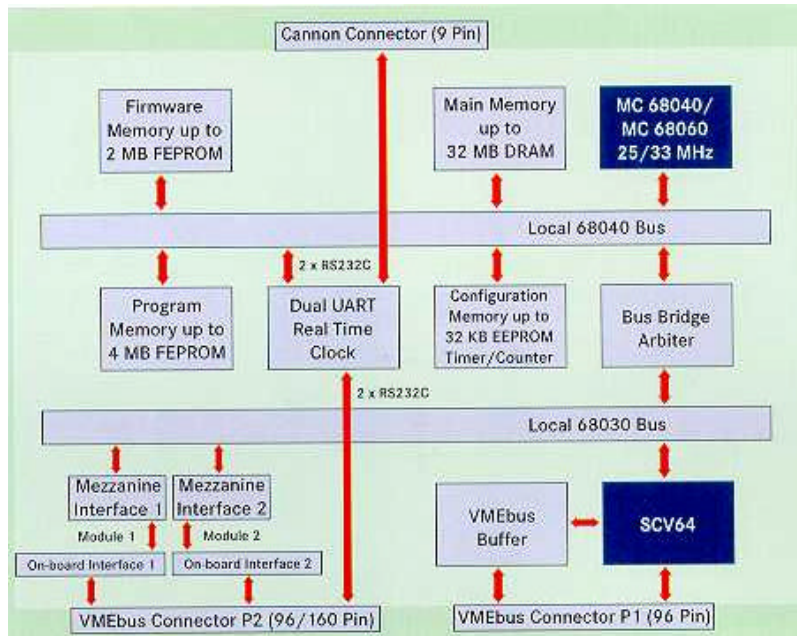 Cannon Connector (9 Pin)
Firmware
Memory up to
2 MB FEPROM
Main Memory
up to
32 MB DRAM
MC 68040/
MC 68060
25/33 MHz
Local 68040 Bus
2 x RS232C
Program
Memory up to
4 MB FEPROM
Dual UART
Real Time
Clock
Configuration
Memory up to
32 KB EEPROM
Timer/Counter
Bus Bridge
Arbiter
2 x RS232C
Local 68030 Bus
Mezzanine
Interface 1
Mezzanine
Interface 2
VMEbus
Buffer
SCV64
Module 1
Module 2
On-board Interface 1
On-board Interface 2
VMEbus Connector P2 (96/160 Pin)
VMEbus Connector P1 (96 Pin)